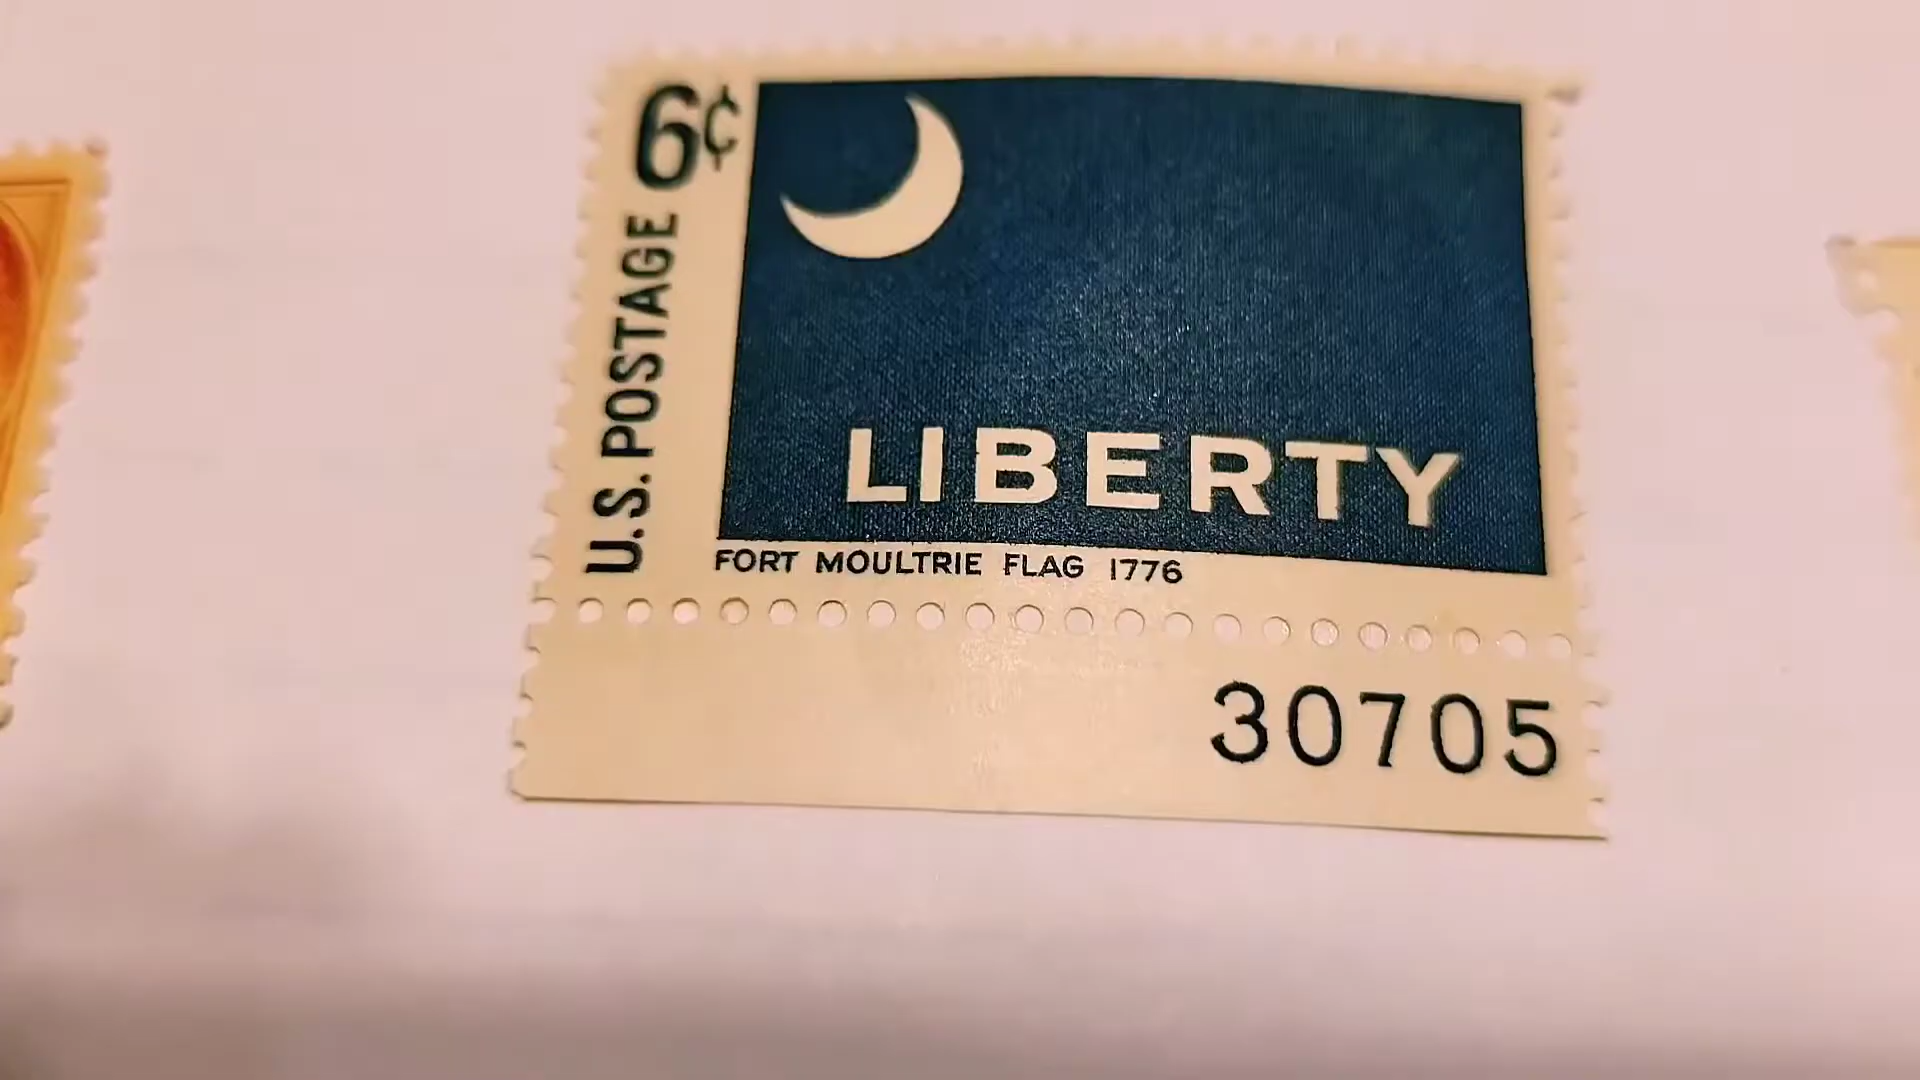 6¢
U.S. POSTAGE
LIBERTY
FORT MOULTRIE FLAG 1776
30705